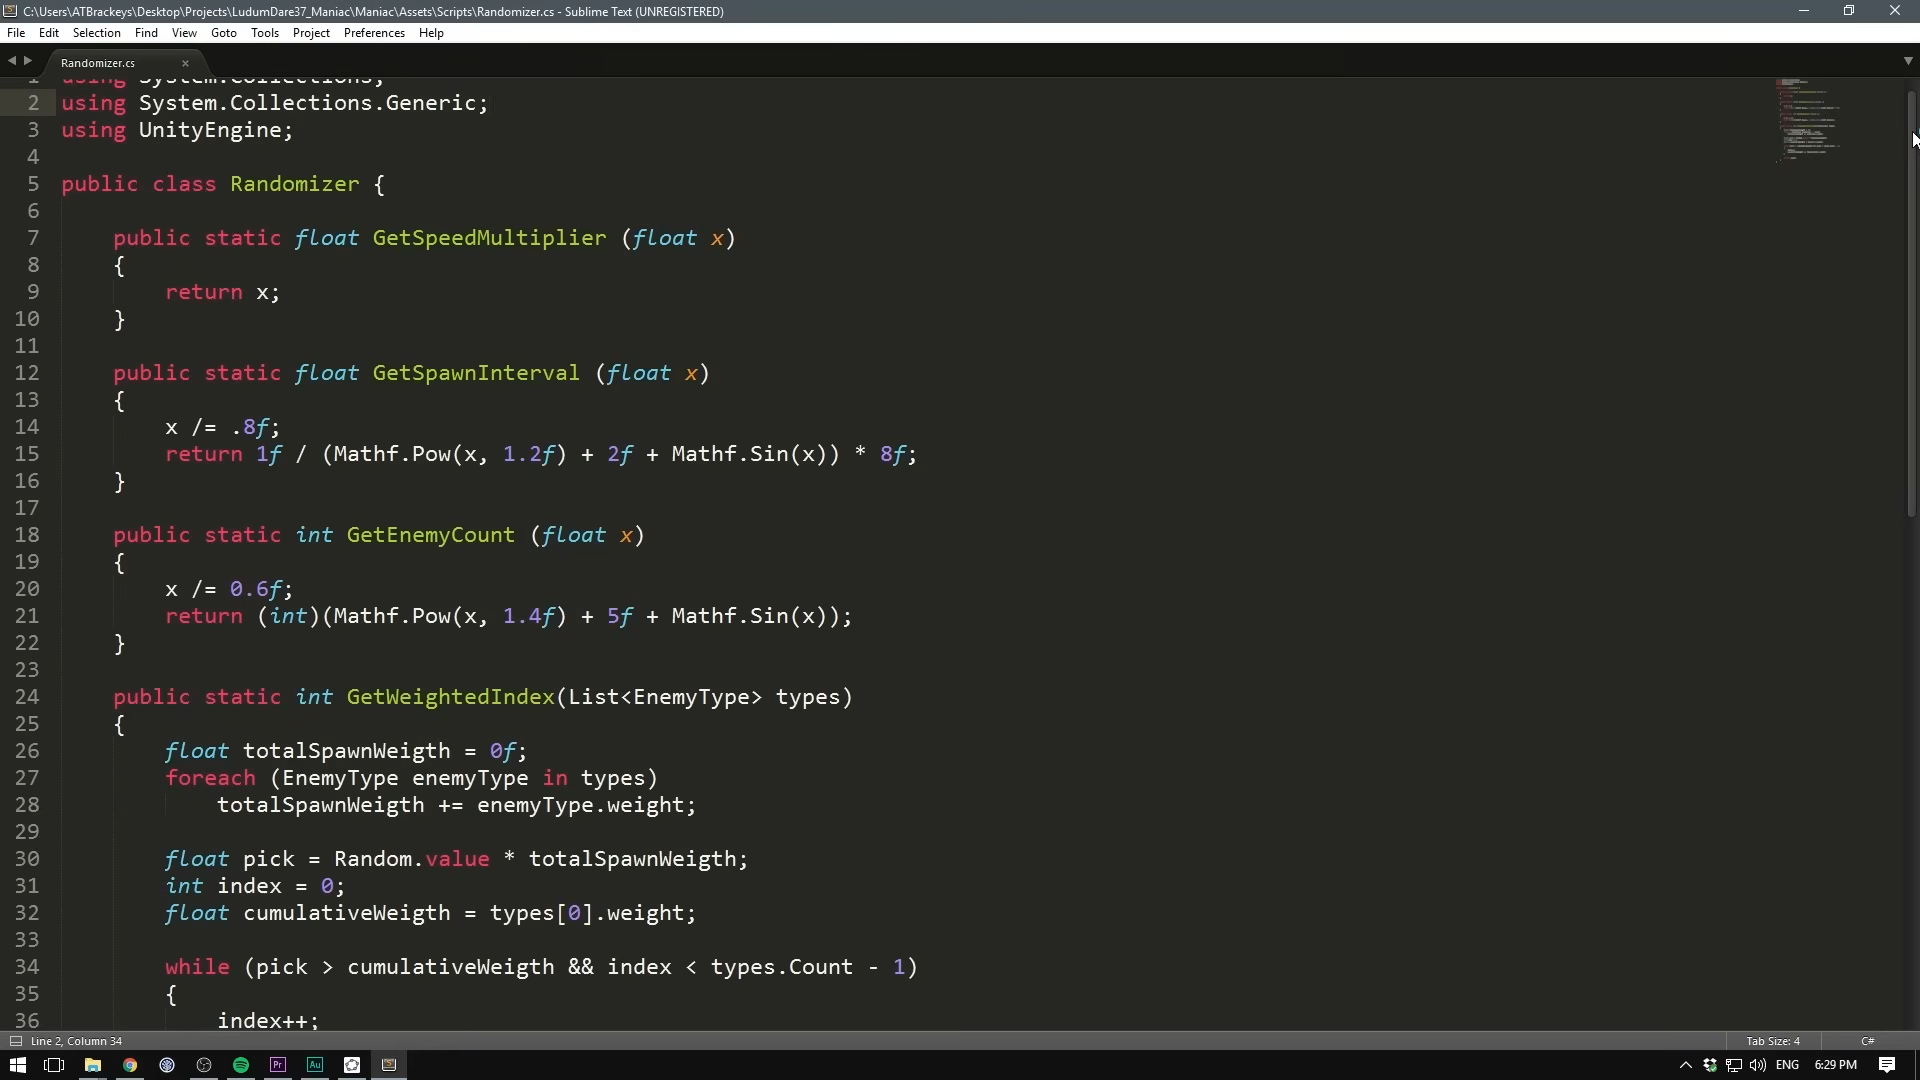 C:\Users\ATBrackeys\Desktop\Projects\LudumDare37_Maniac\Maniac\Assets\Scripts\Randomizer.cs - Sublime Text (UNREGISTERED)
File Edit Selection Find View Goto Tools Project Preferences Help
Randomizer.cs
1 using System.Collections;
2 using System.Collections.Generic;
3 using UnityEngine;
4
5 public class Randomizer {
6
7 public static float GetSpeedMultiplier (float x)
8 {
9 return x;
10 }
11
12 public static float GetSpawnInterval (float x)
13 {
14 x /= .8f;
15 return 1f / (Mathf.Pow(x, 1.2f) + 2f + Mathf.Sin(x)) * 8f;
16 }
17
18 public static int GetEnemyCount (float x)
19 {
20 x /= 0.6f;
21 return (int)(Mathf.Pow(x, 1.4f) + 5f + Mathf.Sin(x));
22 }
23
24 public static int GetWeightedIndex(List<EnemyType> types)
25 {
26 float totalSpawnWeigth = 0f;
27 foreach (EnemyType enemyType in types)
28 totalSpawnWeigth += enemyType.weight;
29
30 float pick = Random.value * totalSpawnWeigth;
31 int index = 0;
32 float cumulativeWeigth = types[0].weight;
33
34 while (pick > cumulativeWeigth && index < types.Count - 1)
35 {
36 index++;
Line 2, Column 34 Tab Size: 4 C#
Pr Au ENG 6:29 PM